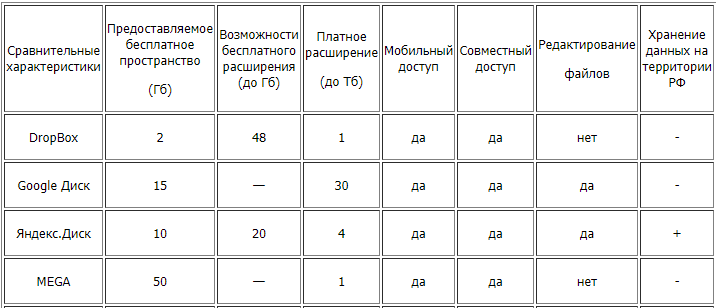 Сравнительные характеристики
Предоставляемое бесплатное пространство (Гб)
Возможности бесплатного расширения (до Гб)
Платное расширение (до Тб)
Мобильный доступ
Совместный доступ
Редактирование файлов
Хранение данных на территории РФ
DropBox 2 48 1 да да нет -
Google Диск 15 — 30 да да да -
Яндекс.Диск 10 20 4 да да да +
MEGA 50 — 1 да да нет -